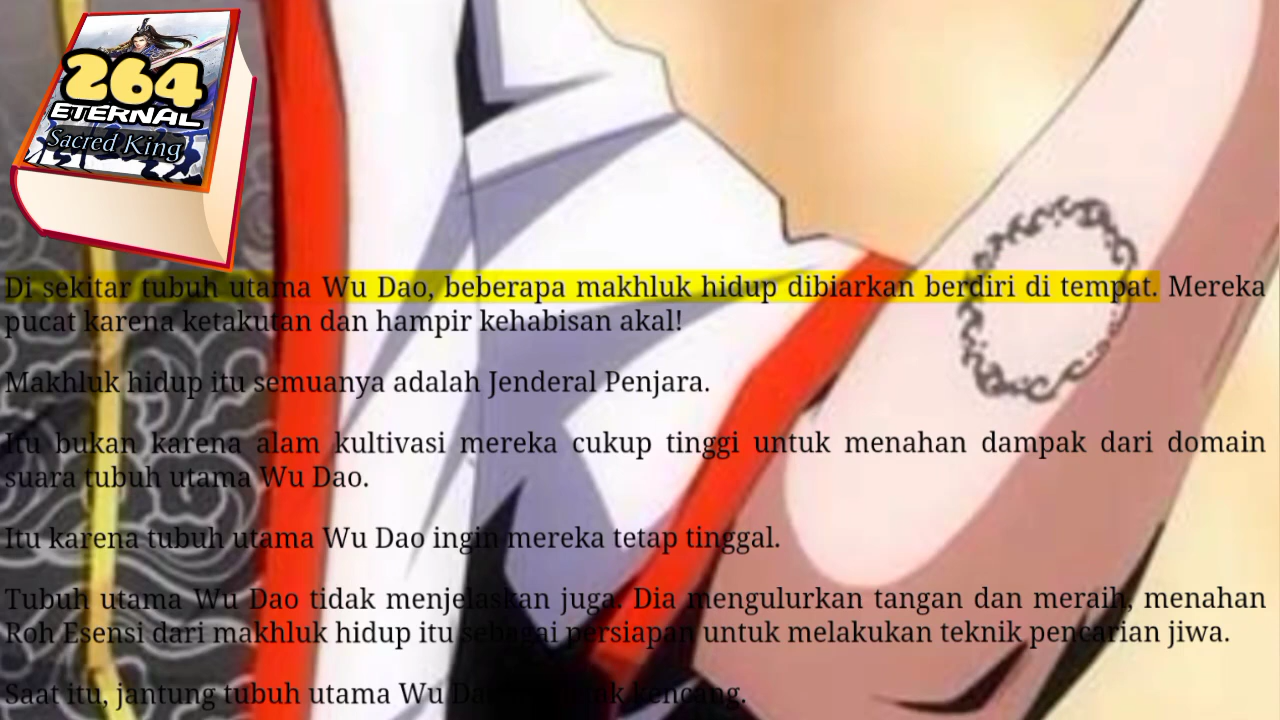 264
ETERNAL
Sacred King
Di sekitar tubuh utama Wu Dao, beberapa makhluk hidup dibiarkan berdiri di tempat. Mereka
pucat karena ketakutan dan hampir kehabisan akal!
Makhluk hidup itu semuanya adalah Jenderal Penjara.
Itu bukan karena alam kultivasi mereka cukup tinggi untuk menahan dampak dari domain
suara tubuh utama Wu Dao.
Itu karena tubuh utama Wu Dao ingin mereka tetap tinggal.
Tubuh utama Wu Dao tidak menjelaskan juga. Dia mengulurkan tangan dan meraih, menahan
Roh Esensi dari makhluk hidup itu sebagai persiapan untuk melakukan teknik pencarian jiwa.
Saat itu, jantung tubuh utama Wu kencang.